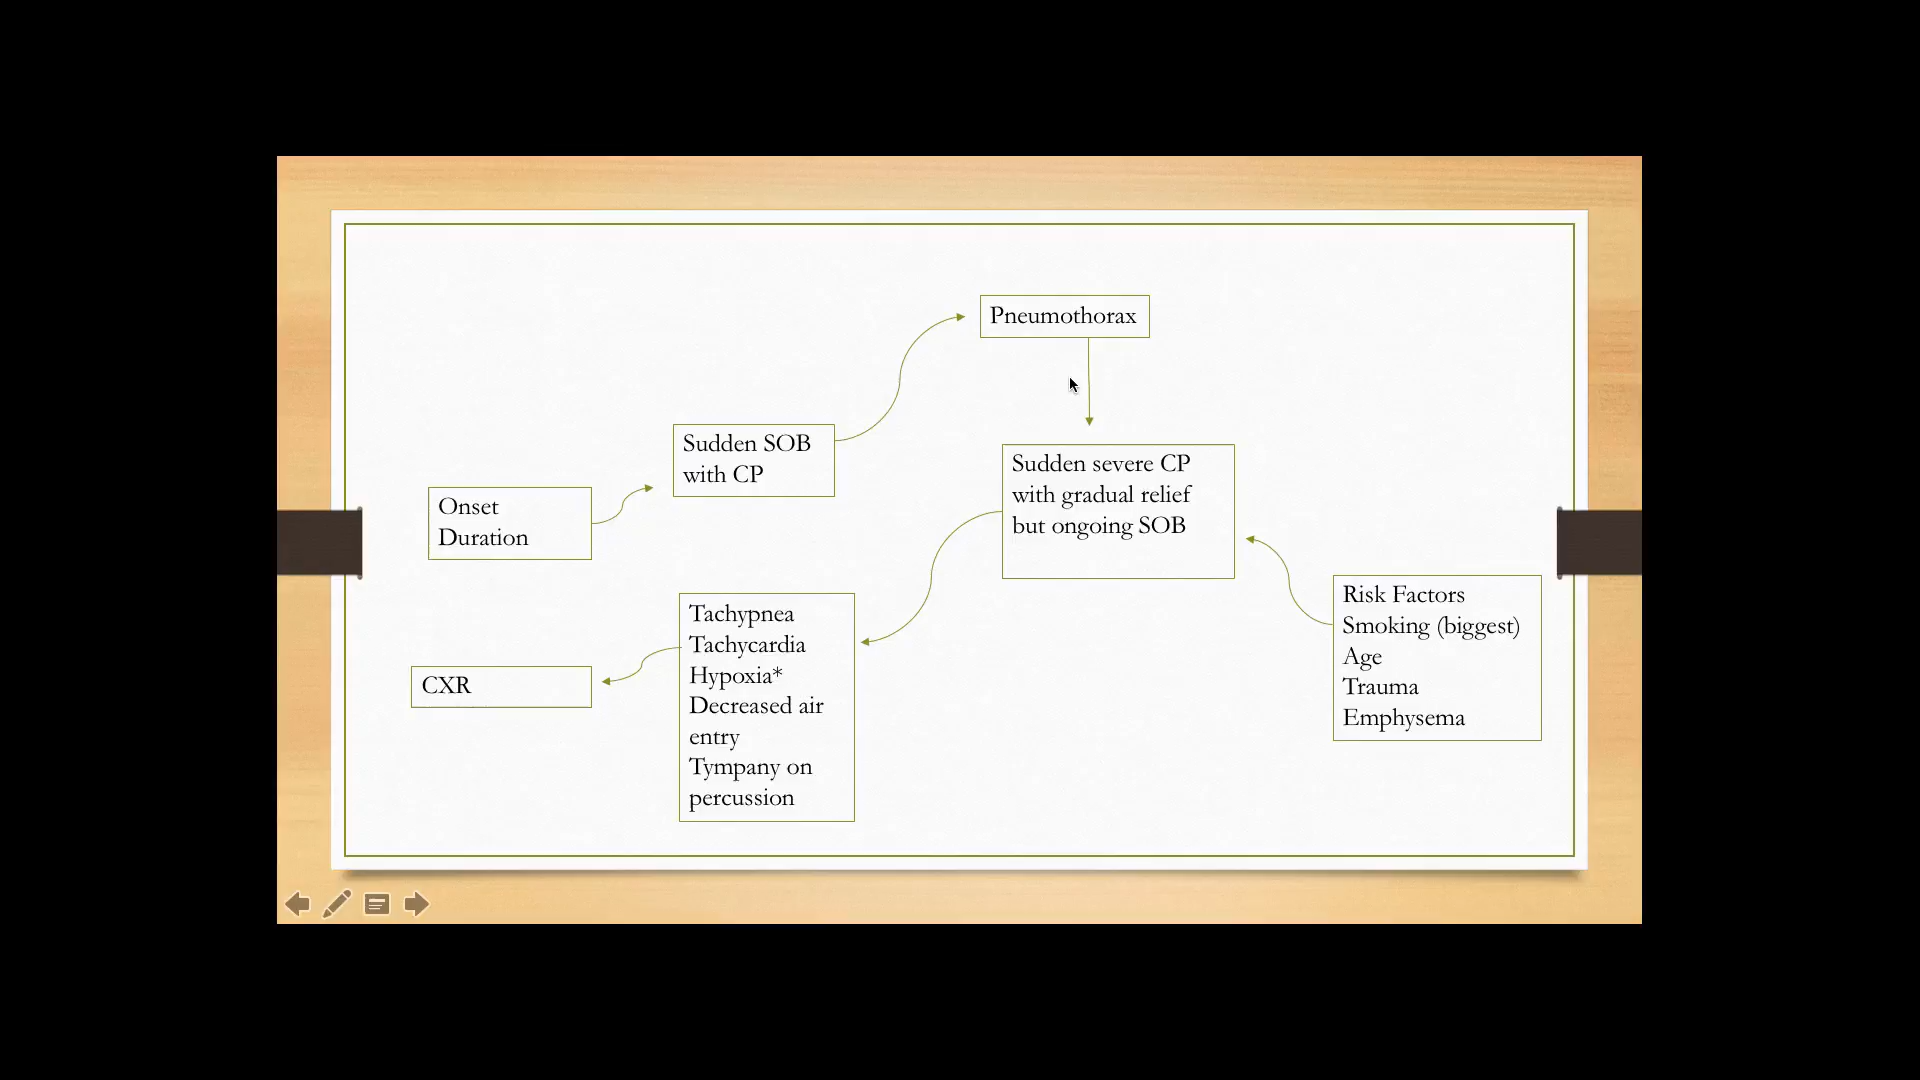 Pneumothorax
Sudden SOB
with CP
Onset
Duration
Sudden severe CP
with gradual relief
but ongoing SOB
Risk Factors
Smoking (biggest)
Age
Trauma
Emphysema
Tachypnea
Tachycardia
Hypoxia*
Decreased air
entry
Tympany on
percussion
CXR